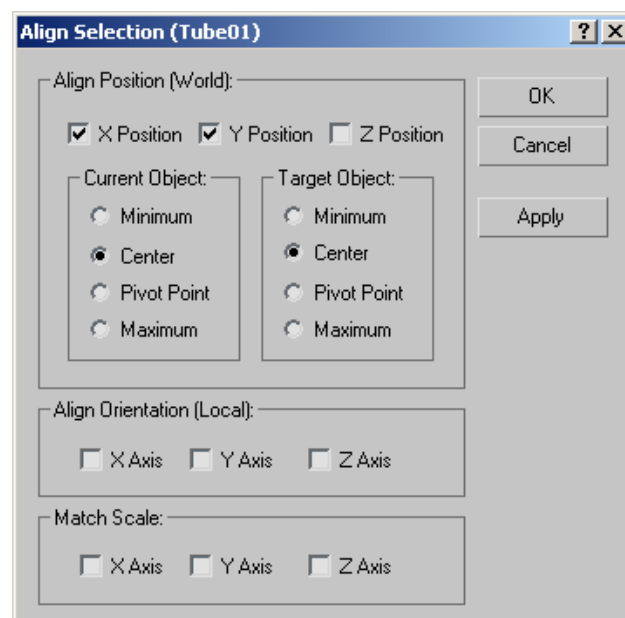 Align Selection (Tube01)
Align Position (World):
X Position Y Position Z Position
Current Object:
Minimum
Center
Pivot Point
Maximum
Target Object:
Minimum
Center
Pivot Point
Maximum
OK
Cancel
Apply
Align Orientation (Local):
X Axis Y Axis Z Axis
Match Scale:
X Axis Y Axis Z Axis